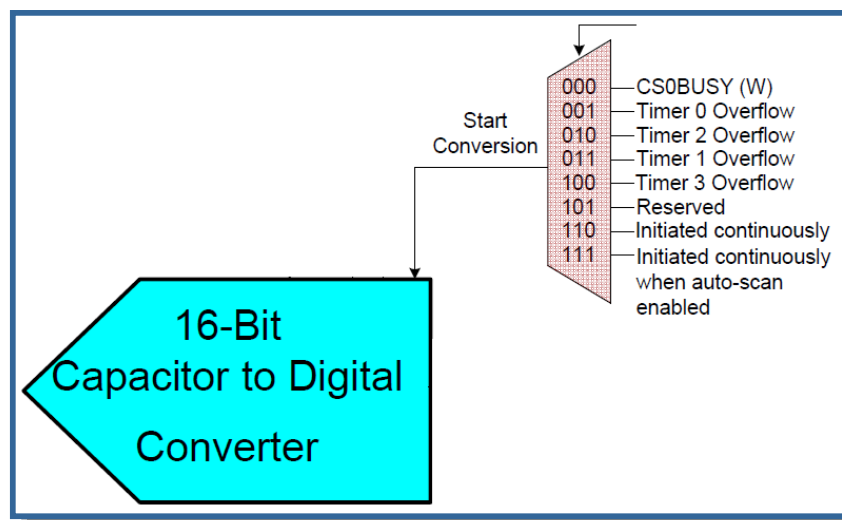 000 CS0BUSY (W)
001 Timer 0 Overflow
010 Timer 2 Overflow
011 Timer 1 Overflow
100 Timer 3 Overflow
101 Reserved
110 Initiated continuously
111 Initiated continuously
when auto-scan
enabled
Start
Conversion
16-Bit
Capacitor to Digital
Converter